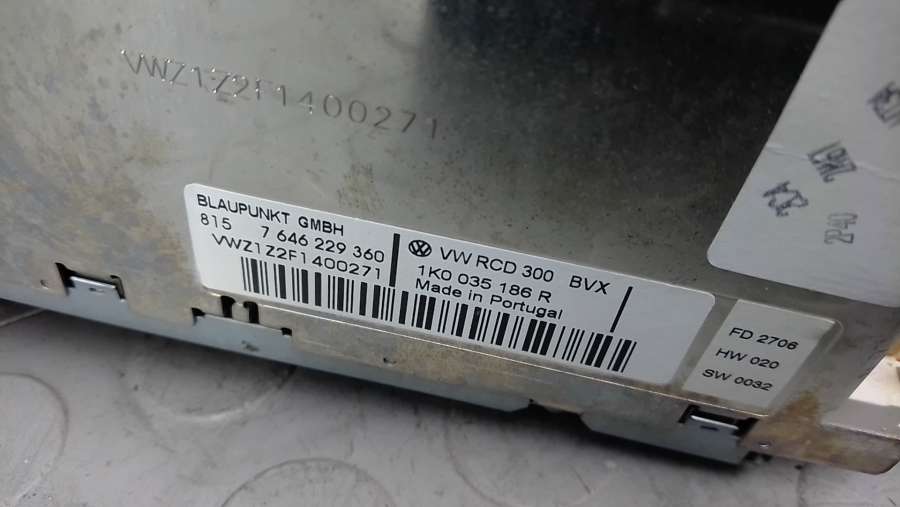 VWZ1Z2F1400271
BLAUPUNKT GMBH
815 7 646 229 360
VWZ1Z2F1400271
VW RCD 300 BVX
1K0 035 186 R
Made in Portugal
FD 2706
HW 020
SW 0032